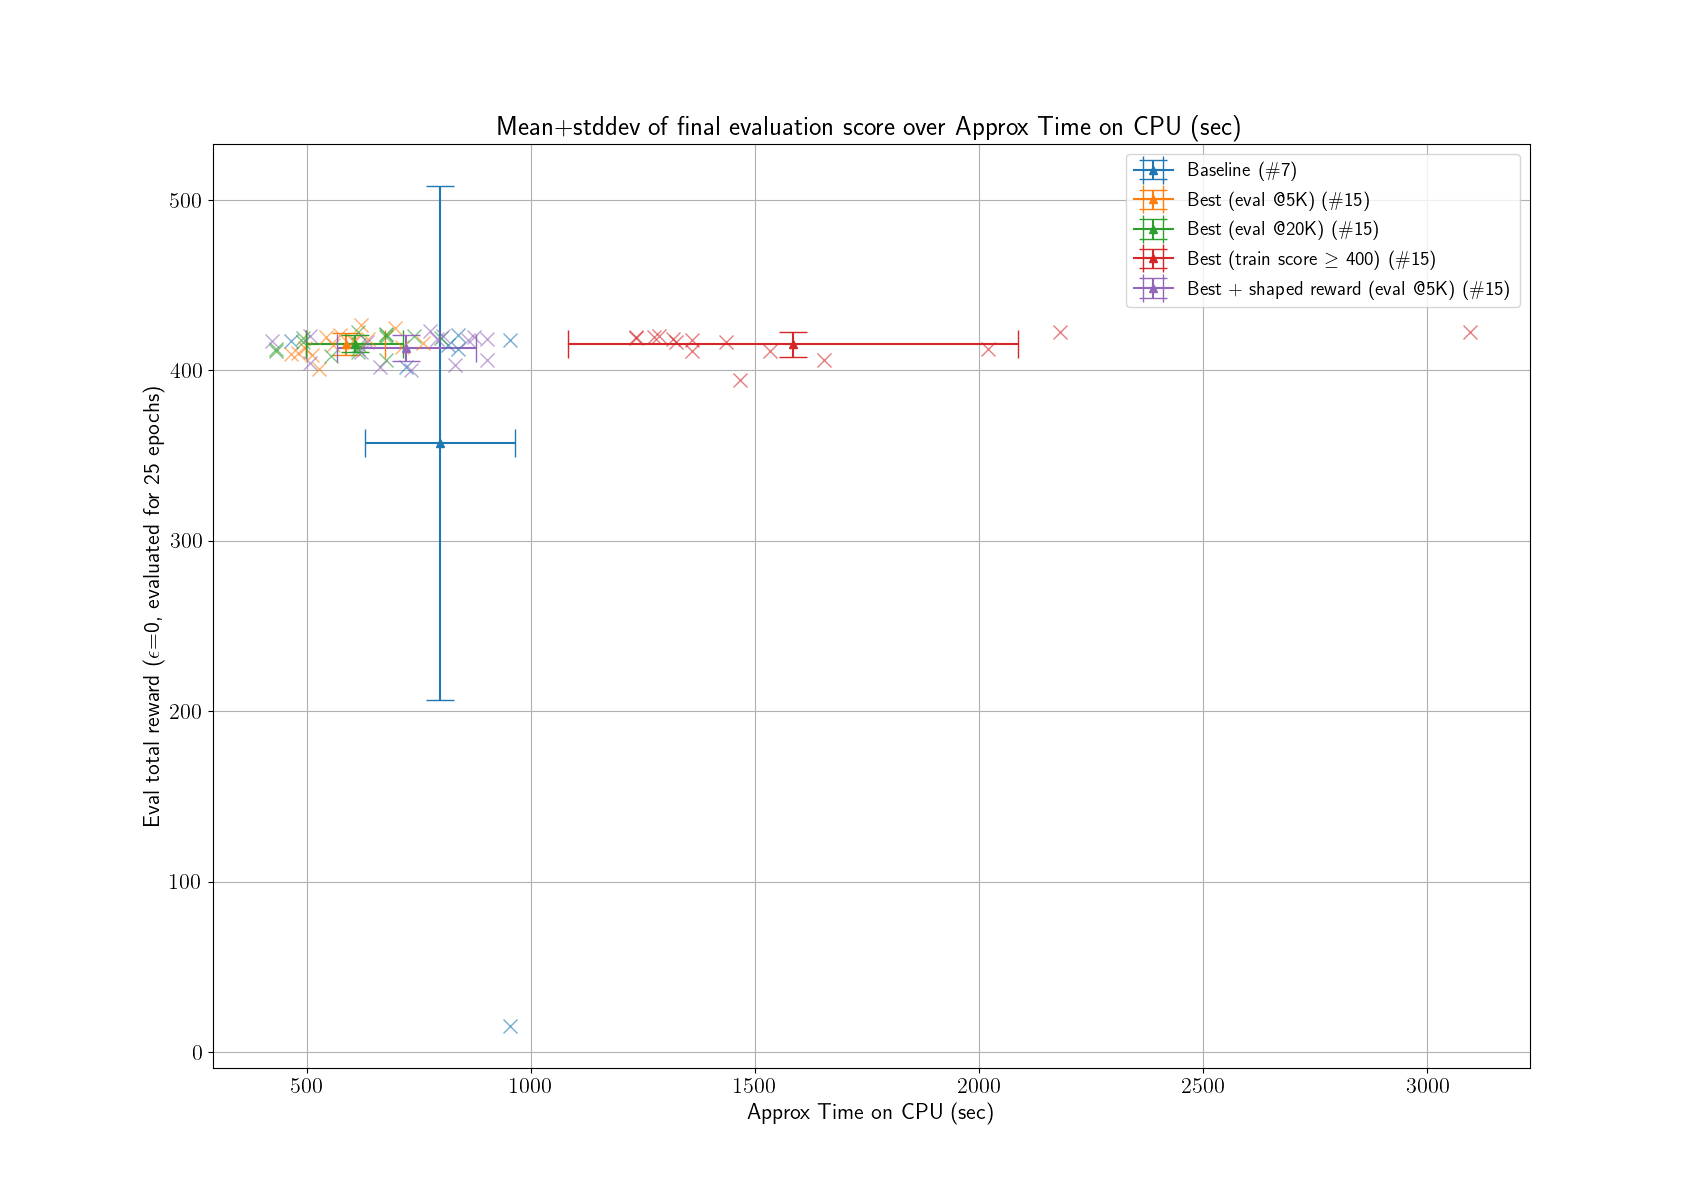 Mean+stddev of final evaluation score over Approx Time on CPU (sec)
Baseline (#7)
Best (eval @5K) (#15)
Best (eval @20K) (#15)
Best (train score ≥ 400) (#15)
Best + shaped reward (eval @5K) (#15)
Eval total reward (ϵ=0, evaluated for 25 epochs)
500
400
300
200
100
0
500 1000 1500 2000 2500 3000
Approx Time on CPU (sec)